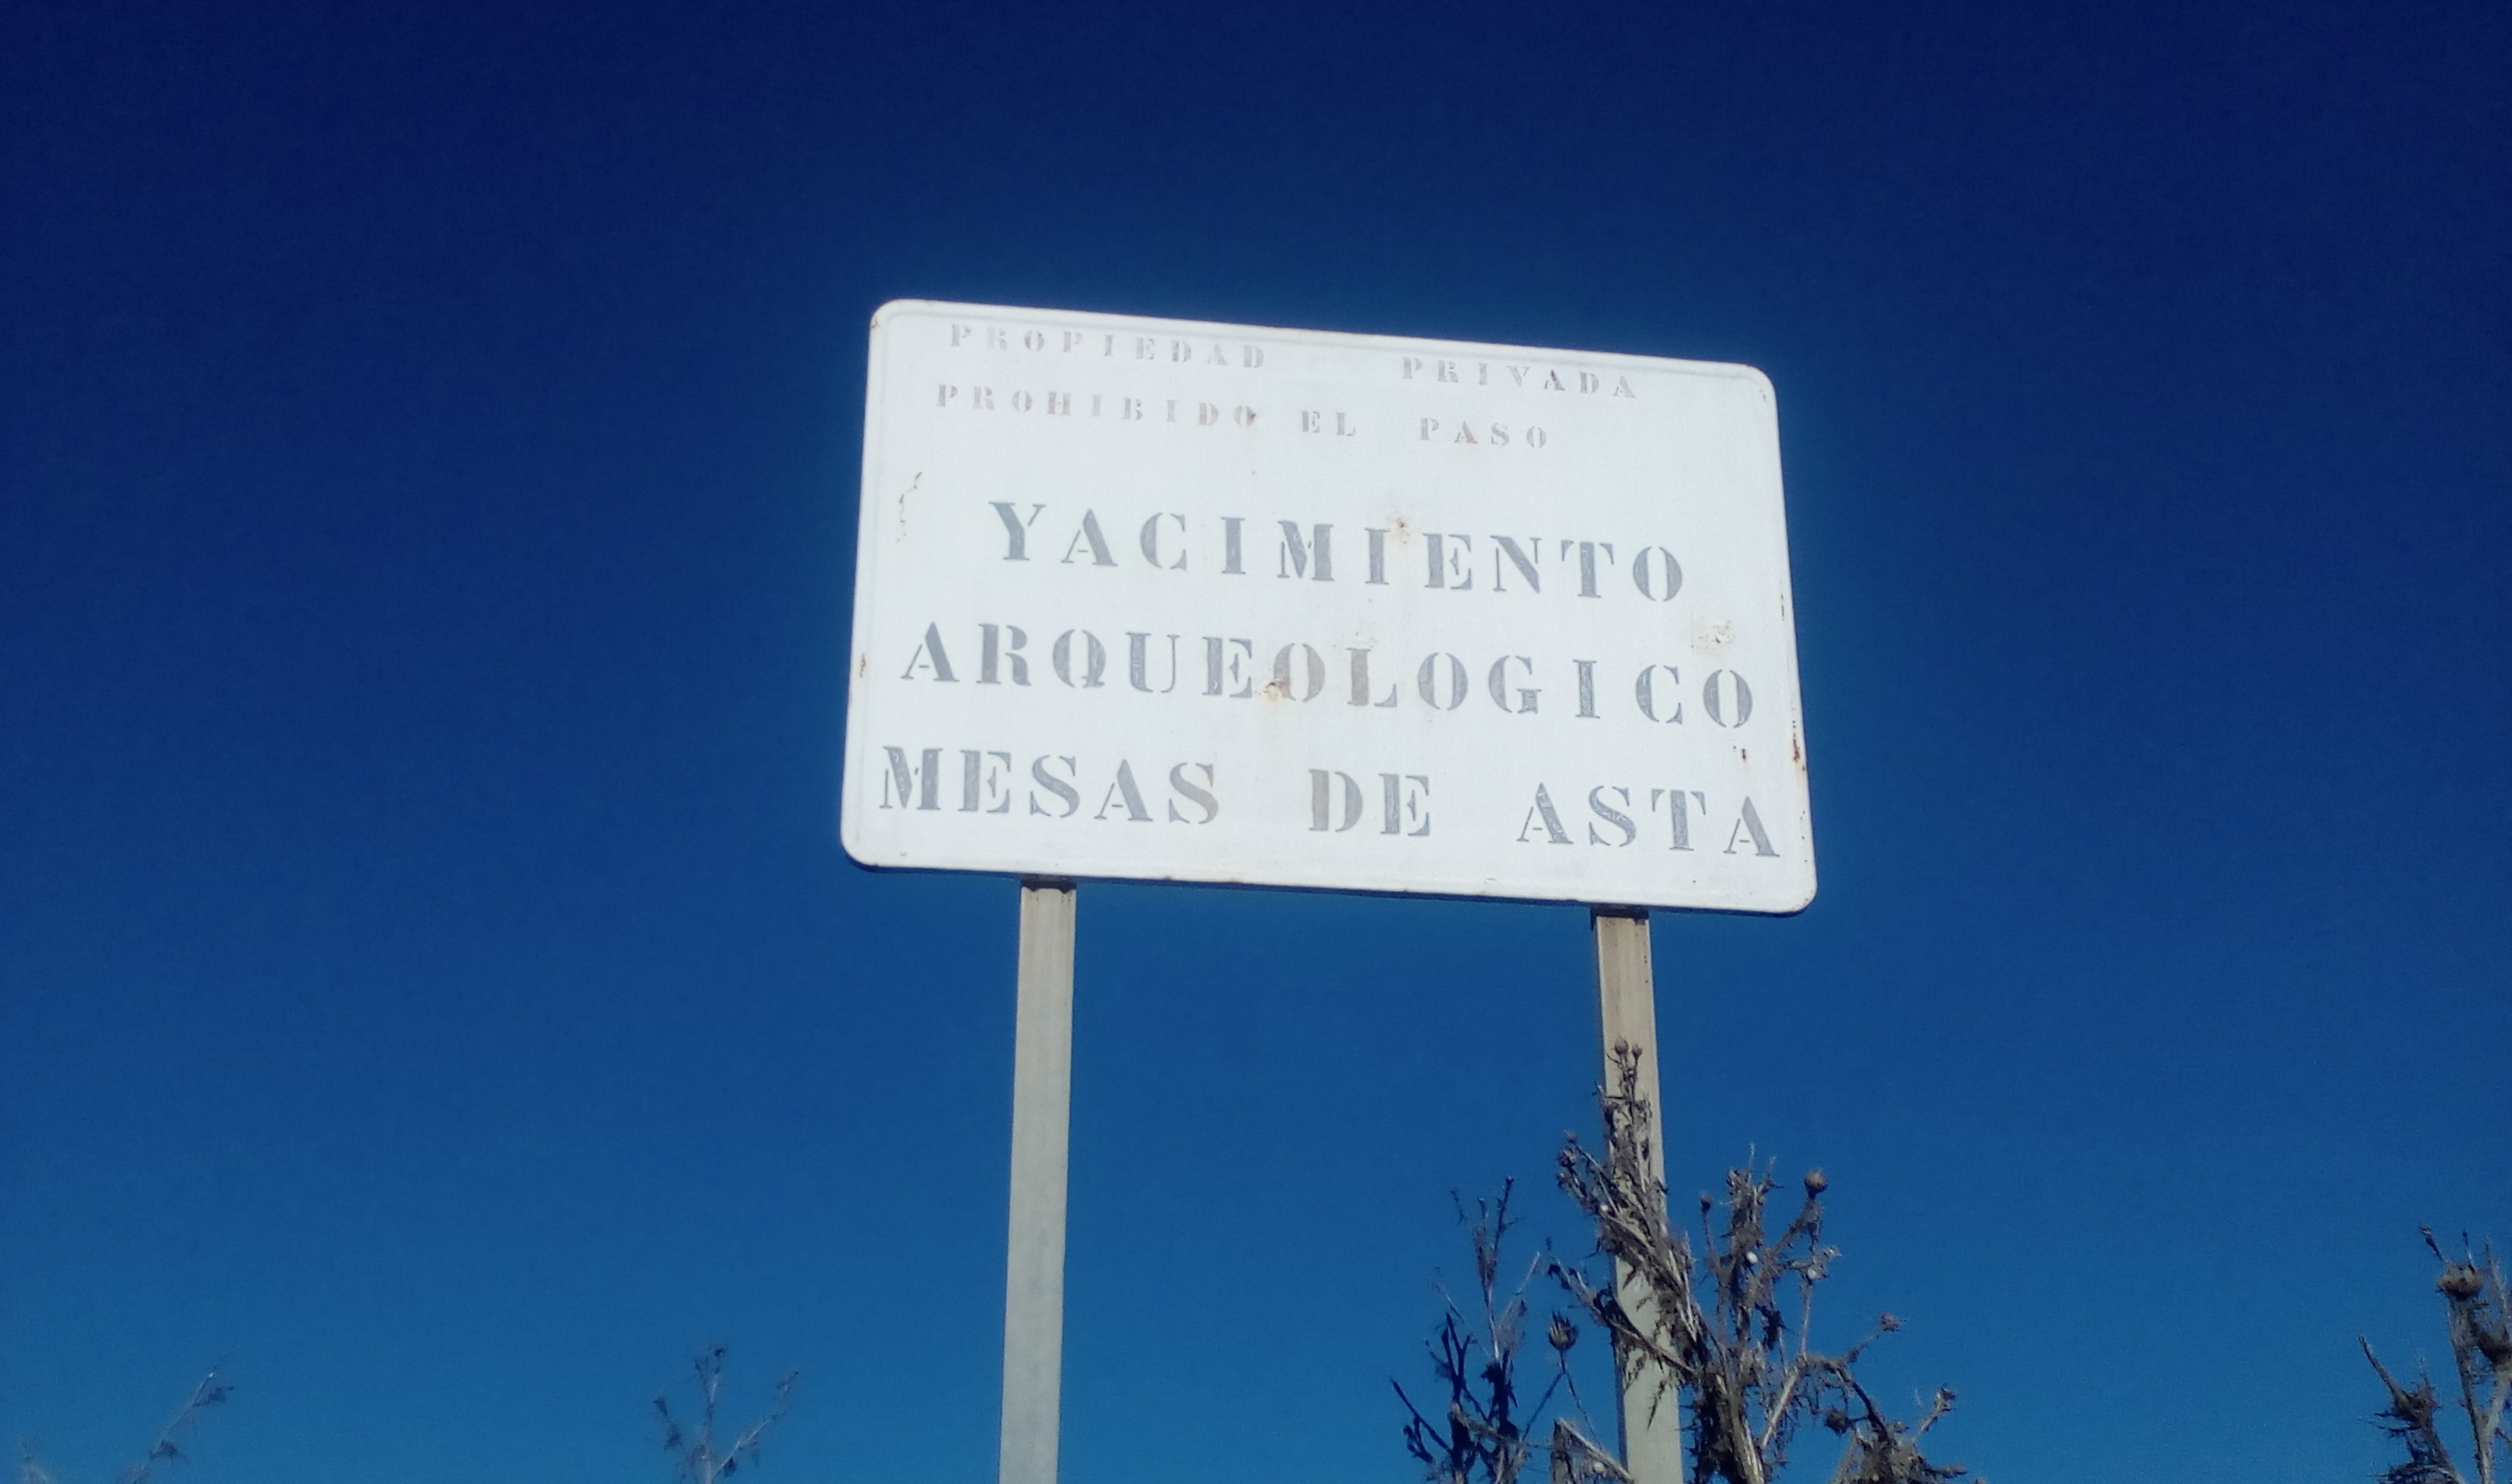 PROPIEDAD PRIVADA
PROHIBIDO EL PASO
YACIMIENTO
ARQUEOLOGICO
MESAS DE ASTA